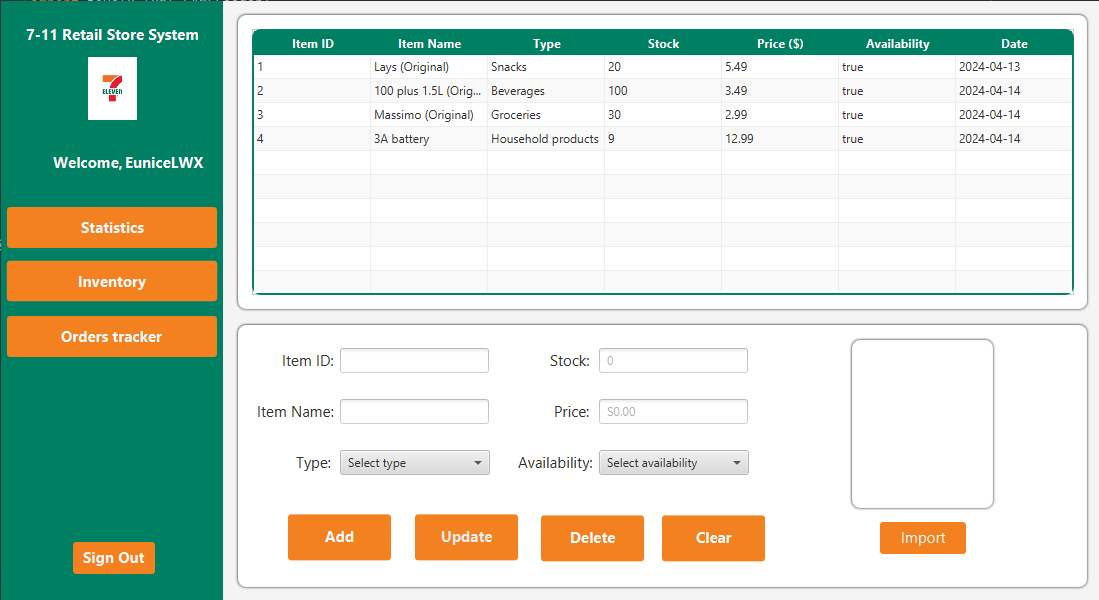 7-11 Retail Store System
7
ELEVEN
Welcome, EuniceLWX
Statistics
Inventory
Orders tracker
Sign Out
Item ID Item Name Type Stock Price ($) Availability Date
1 Lays (Original) Snacks 20 5.49 true 2024-04-13
2 100 plus 1.5L (Orig... Beverages 100 3.49 true 2024-04-14
3 Massimo (Original) Groceries 30 2.99 true 2024-04-14
4 3A battery Household products 9 12.99 true 2024-04-14
Item ID: Stock: 0
Item Name: Price: $0.00
Type: Select type Availability: Select availability
Add Update Delete Clear
Import